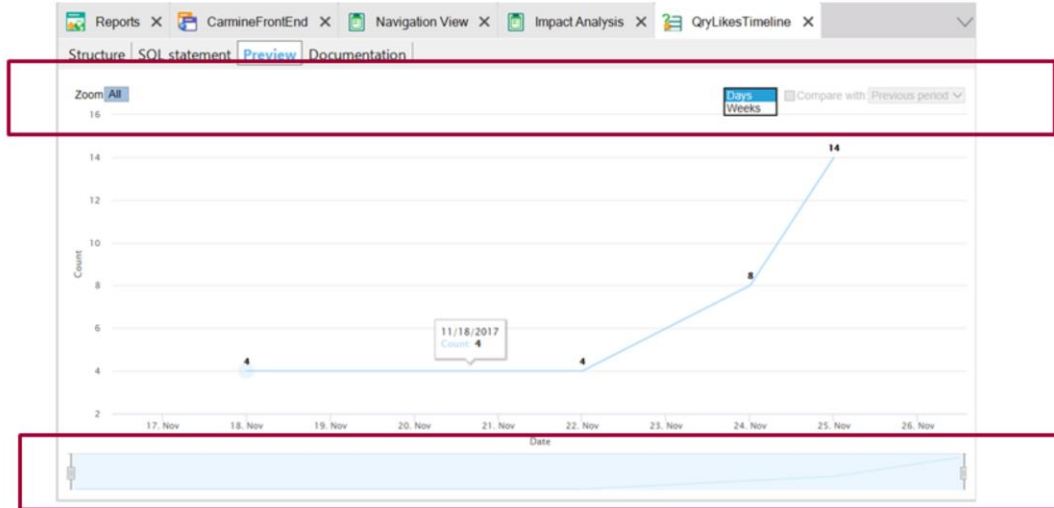 Reports CarmineFrontEnd Navigation View Impact Analysis QryLikesTimeline
Structure SQL statement Preview Documentation
Zoom All Days Compare with: Previous period
Weeks
16
14 14
12
10
Count
8 8
6
11/18/2017
Count: 4
4 4 4
2
17. Nov 18. Nov 19. Nov 20. Nov 21. Nov 22. Nov 23. Nov 24. Nov 25. Nov 26. Nov
Date